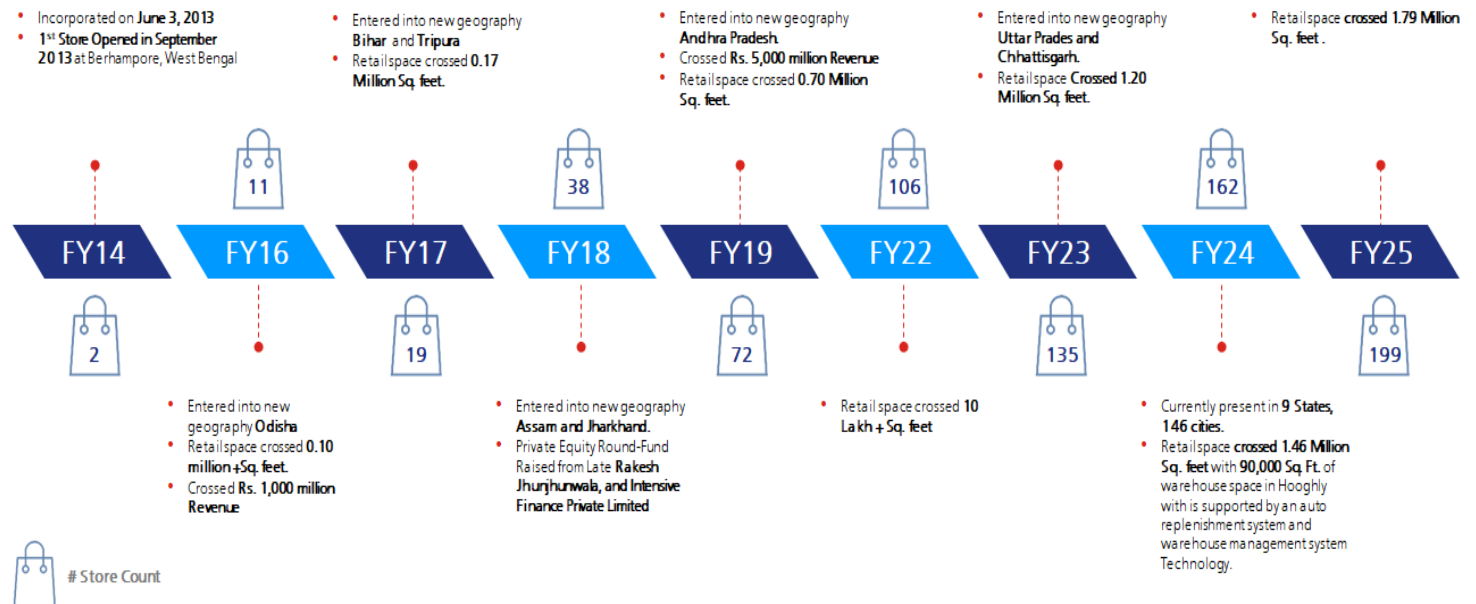 • Incorporated on June 3, 2013
• 1st Store Opened in September
2013 at Berhampore, West Bengal
• Entered into new geography
Bihar and Tripura
• Retail space crossed 0.17
Million Sq. feet.
• Entered into new geography
Andhra Pradesh.
• Crossed Rs. 5,000 million Revenue
• Retail space crossed 0.70 Million
Sq. feet.
• Entered into new geography
Uttar Prades and
Chhattisgarh.
• Retail space Crossed 1.20
Million Sq. feet.
• Retail space crossed 1.79 Million
Sq. feet .
11
38
106
162
FY14
FY16
FY17
FY18
FY19
FY22
FY23
FY24
FY25
2
19
72
135
199
• Entered into new
geography Odisha
• Retail space crossed 0.10
million +Sq. feet.
• Crossed Rs. 1,000 million
Revenue
• Entered into new geography
Assam and Jharkhand.
• Private Equity Round-Fund
Raised from Late Rakesh
Jhunjhunwala, and Intensive
Finance Private Limited
• Retail space crossed 10
Lakh + Sq. feet
• Currently present in 9 States,
146 cities.
• Retail space crossed 1.46 Million
Sq. feet with 90,000 Sq. Ft. of
warehouse space in Hooghly
with is supported by an auto
replenishment system and
warehouse management system
Technology.
# Store Count